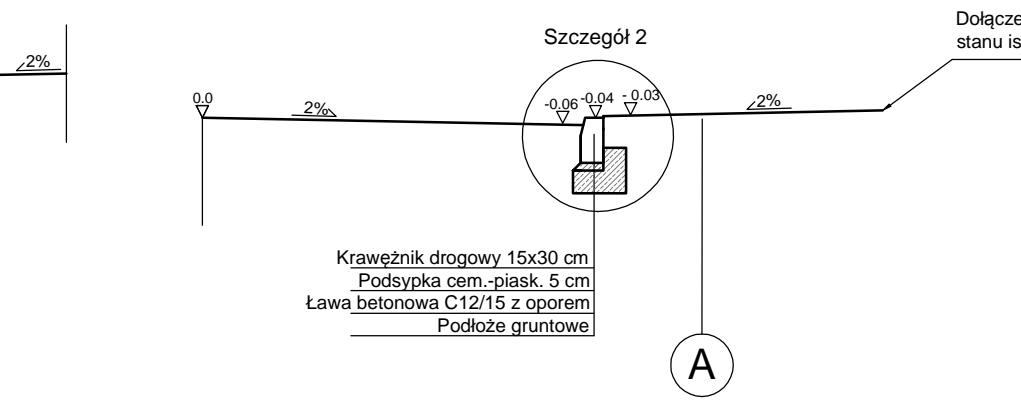 Dołącze
stanu is
Szczegół 2
2%
0.0
2%
-0.06
-0.04
- 0.03
2%
Krawężnik drogowy 15x30 cm
Podsypka cem.-piask. 5 cm
Ława betonowa C12/15 z oporem
Podłoże gruntowe
A